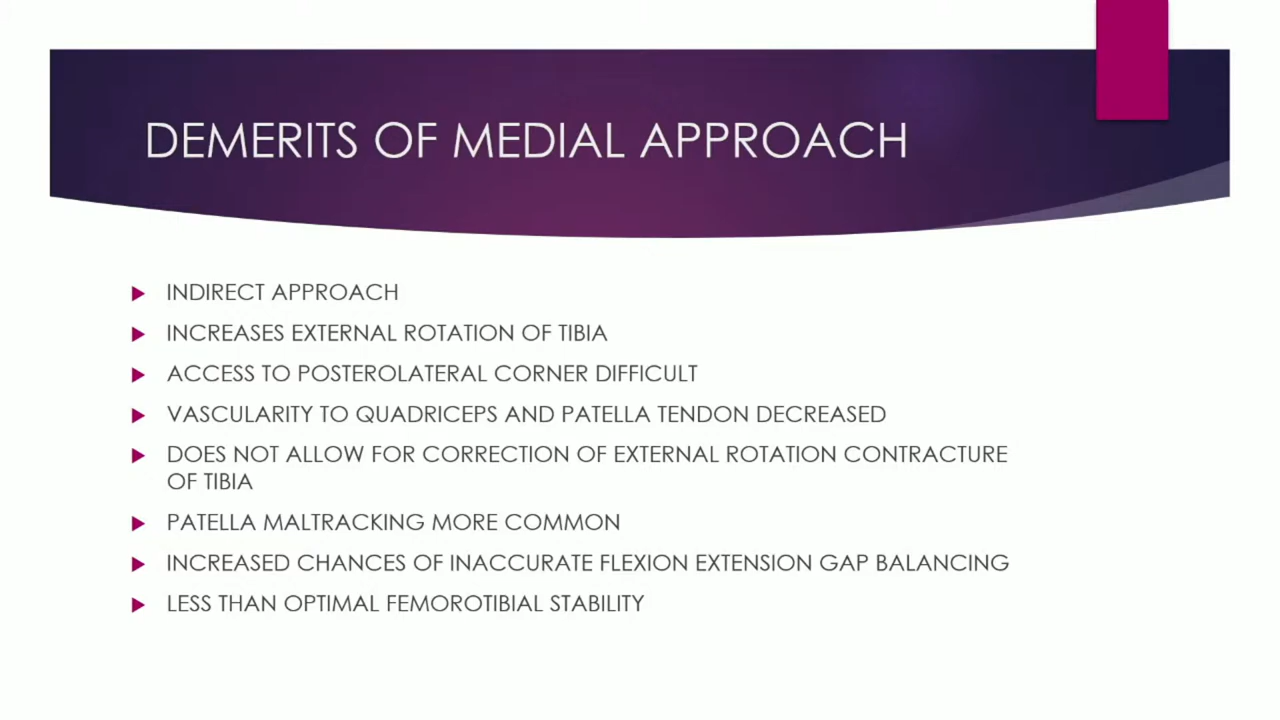 DEMERITS OF MEDIAL APPROACH
INDIRECT APPROACH
INCREASES EXTERNAL ROTATION OF TIBIA
ACCESS TO POSTEROLATERAL CORNER DIFFICULT
VASCULARITY TO QUADRICEPS AND PATELLA TENDON DECREASED
DOES NOT ALLOW FOR CORRECTION OF EXTERNAL ROTATION CONTRACTURE
OF TIBIA
PATELLA MALTRACKING MORE COMMON
INCREASED CHANCES OF INACCURATE FLEXION EXTENSION GAP BALANCING
LESS THAN OPTIMAL FEMOROTIBIAL STABILITY